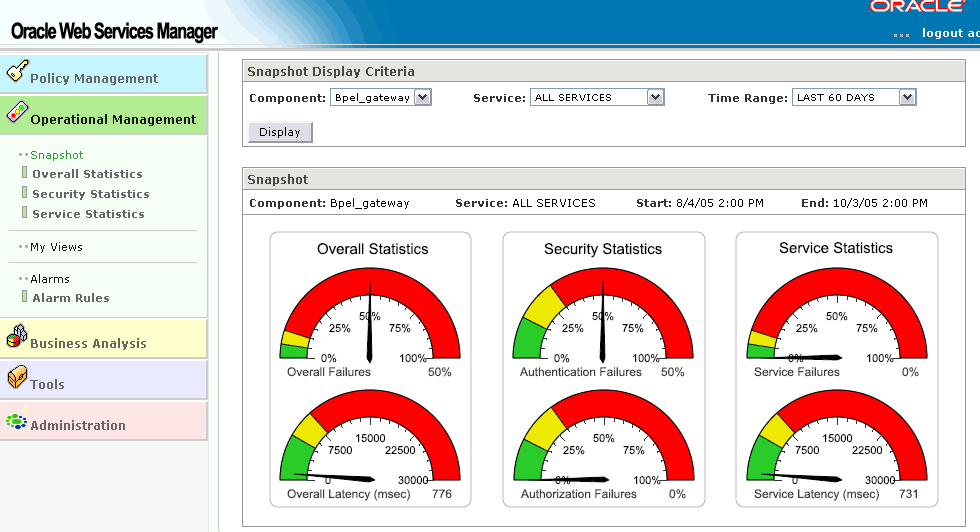 ORACLE
Oracle Web Services Manager
logout
Policy Management
Operational Management
Snapshot
Overall Statistics
Security Statistics
Service Statistics
My Views
Alarms
Alarm Rules
Business Analysis
Tools
Administration
Snapshot Display Criteria
Component: Bpel_gateway Service: ALL SERVICES Time Range: LAST 60 DAYS
Display
Snapshot
Component: Bpel_gateway Service: ALL SERVICES Start: 8/4/05 2:00 PM End: 10/3/05 2:00 PM
Overall Statistics
50%
25% 75%
0% 100%
Overall Failures 50%
15000
7500 22500
0 30000
Overall Latency (msec) 776
Security Statistics
50%
25% 75%
0% 100%
Authentication Failures 50%
50%
25% 75%
0% 100%
Authorization Failures 0%
Service Statistics
50%
25% 75%
0% 100%
Service Failures 0%
15000
7500 22500
0 30000
Service Latency (msec) 731